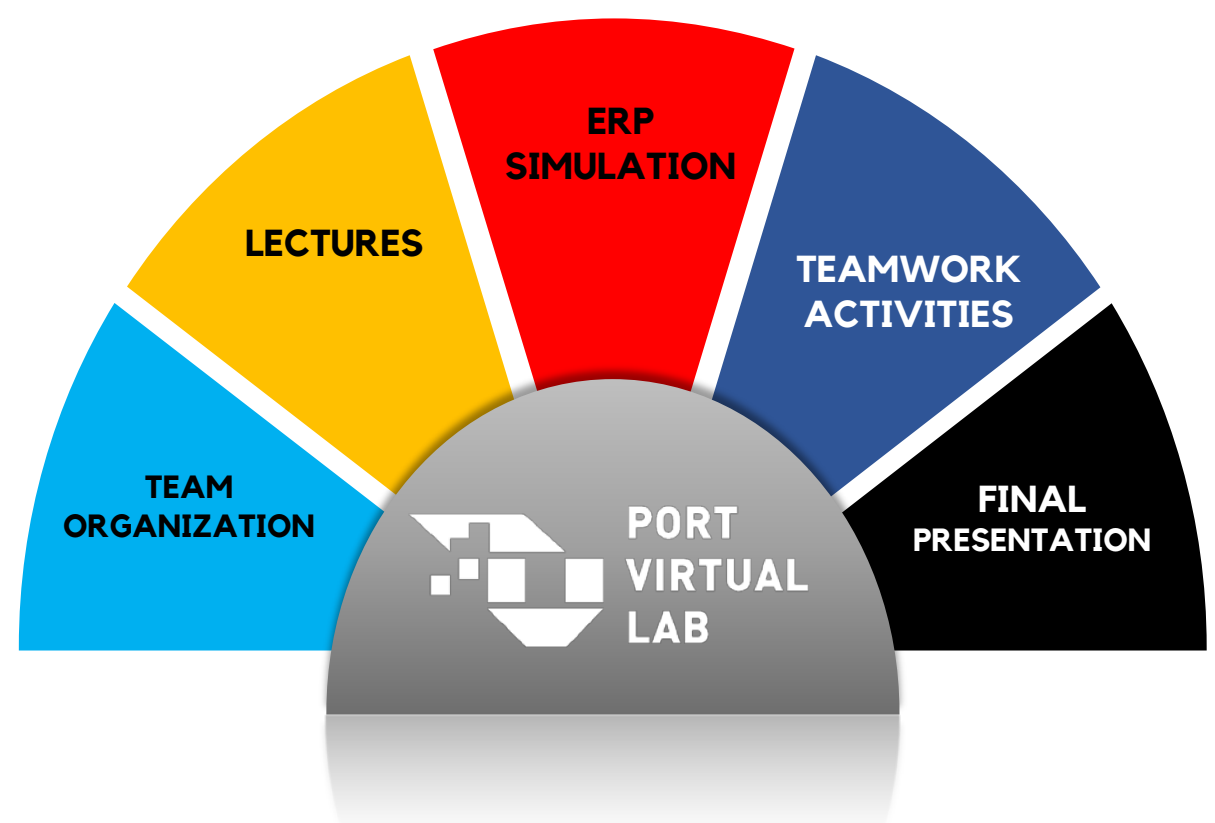 TEAM
ORGANIZATION
LECTURES
ERP
SIMULATION
TEAMWORK
ACTIVITIES
FINAL
PRESENTATION
PORT
VIRTUAL
LAB